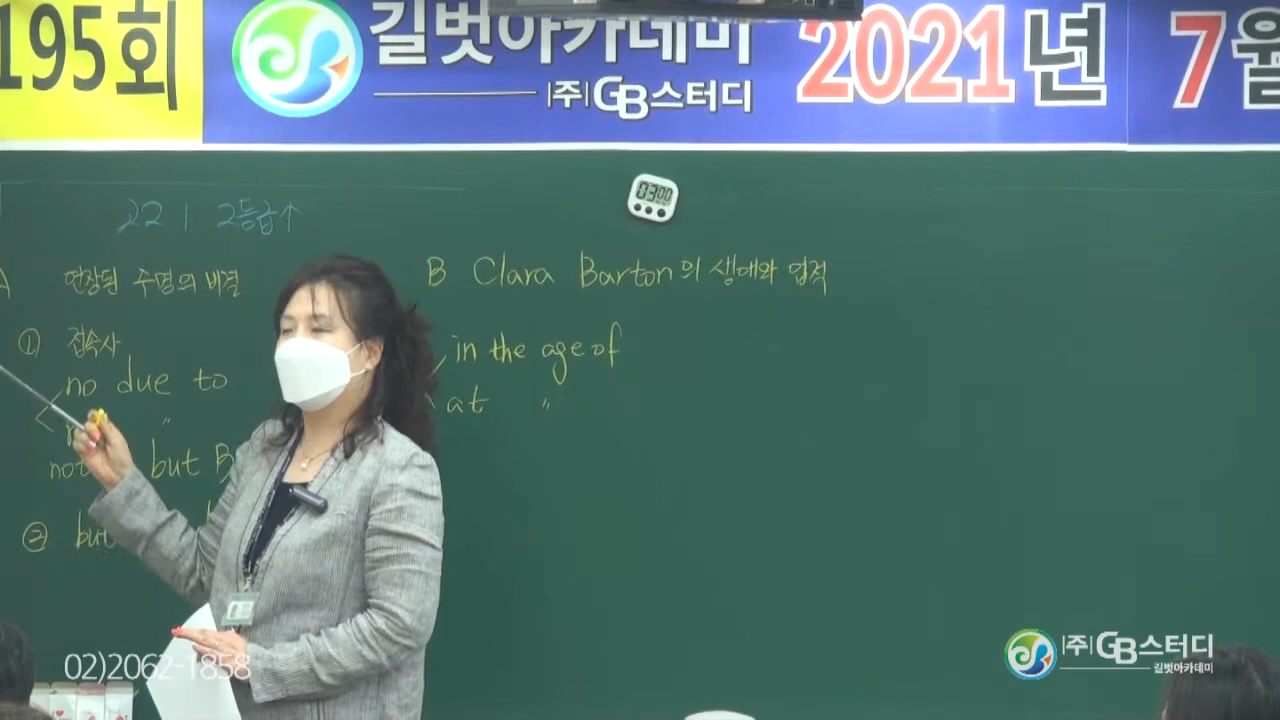 195회
길벗아카데미
|주|GB스터디
2021년 7월
03:00
22 | 2등급↑
A 연장된 수명의 비결
① 접속사
no due to
〃
not but B
② but
B Clara Barton의 생애와 업적
in the age of
at 〃
02)2062-1858
|주|GB스터디
길벗아카데미